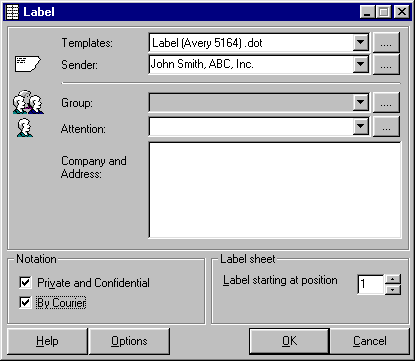 Label
Templates: Label (Avery 5164) .dot ....
Sender: John Smith, ABC, Inc. ....
Group: ....
Attention: ...
Company and
Address:
Notation
Private and Confidential
By Courier
Label sheet
Label starting at position 1
Help Options OK Cancel